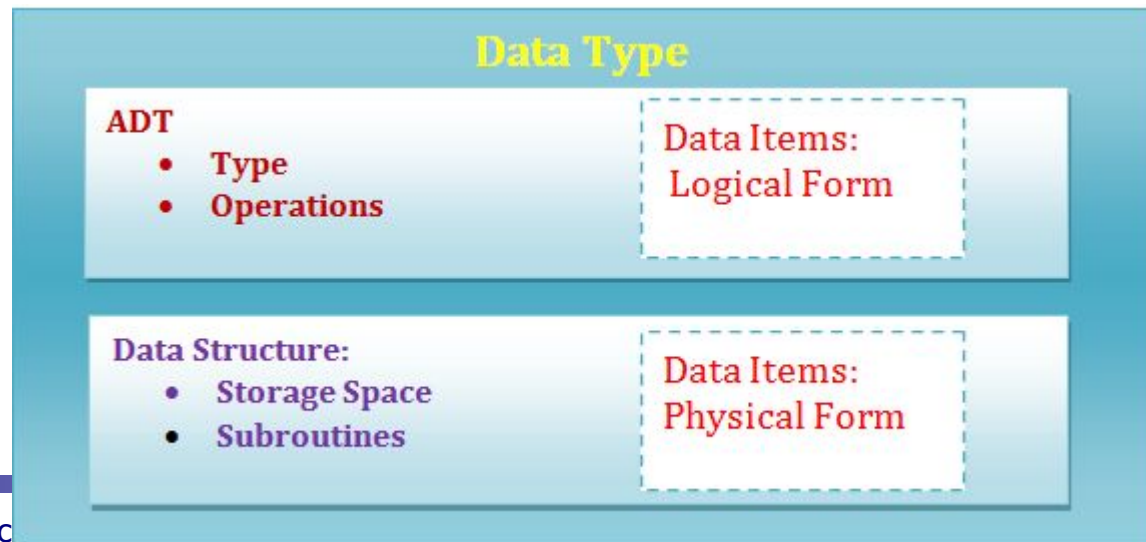 Data Type
ADT
• Type
• Operations
Data Items:
Logical Form
Data Structure:
• Storage Space
• Subroutines
Data Items:
Physical Form